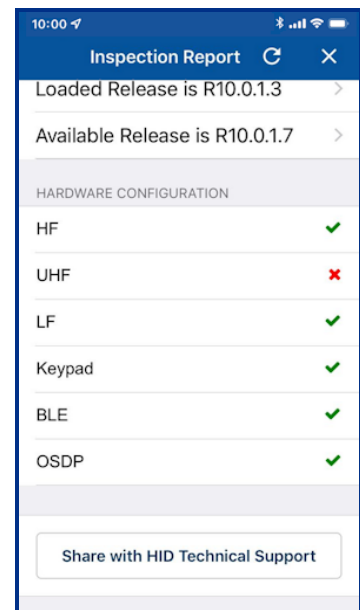 10:00
Inspection Report
Loaded Release is R10.0.1.3
Available Release is R10.0.1.7
HARDWARE CONFIGURATION
HF
UHF
LF
Keypad
BLE
OSDP
Share with HID Technical Support